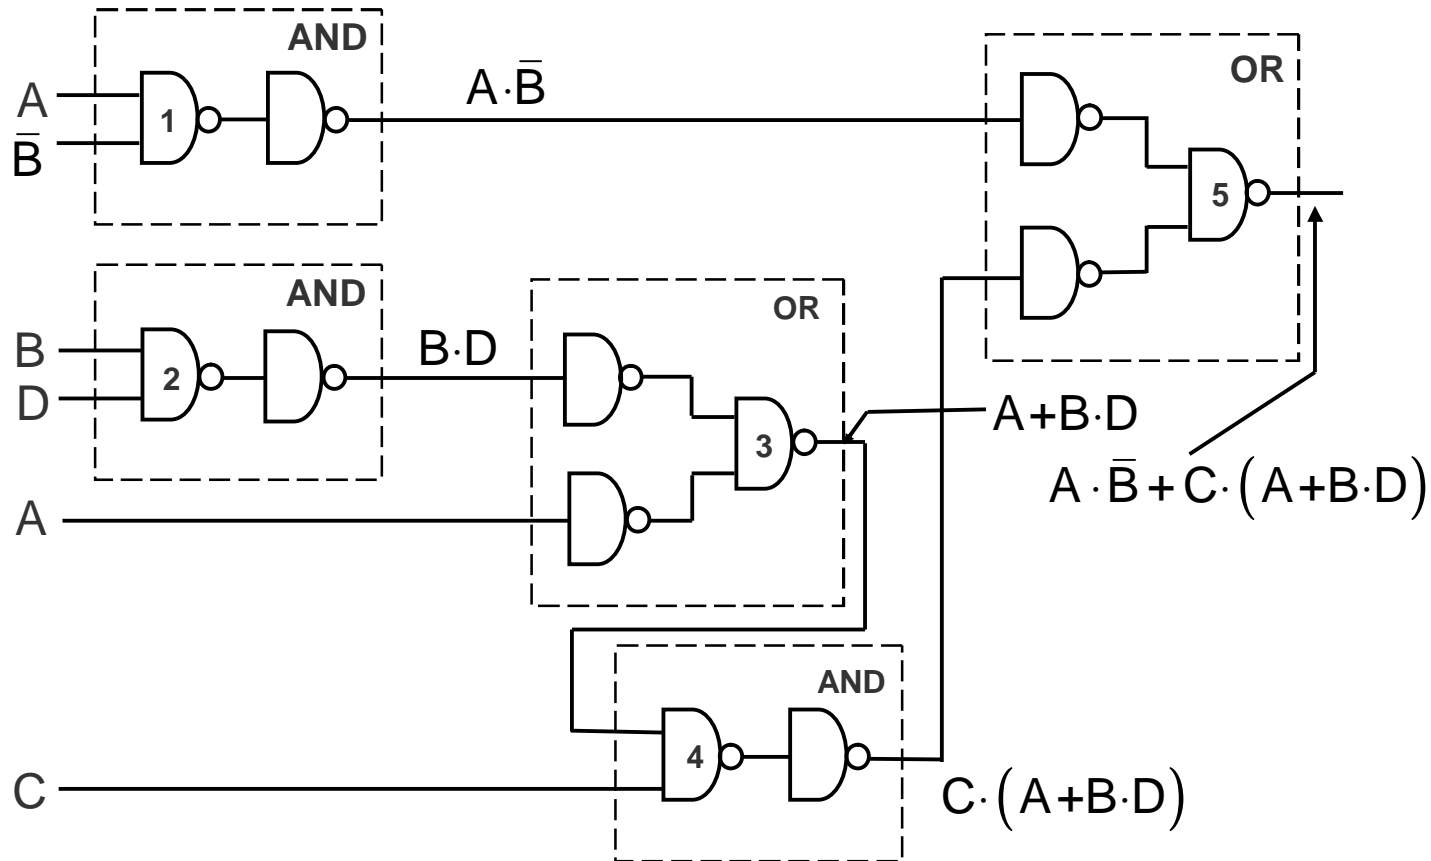 AND
OR
A
1
A·B̅
B̅
5
AND
OR
B
2
B·D
D
A+B·D
3
A·B̅+C·(A+B·D)
A
AND
4
C
C·(A+B·D)